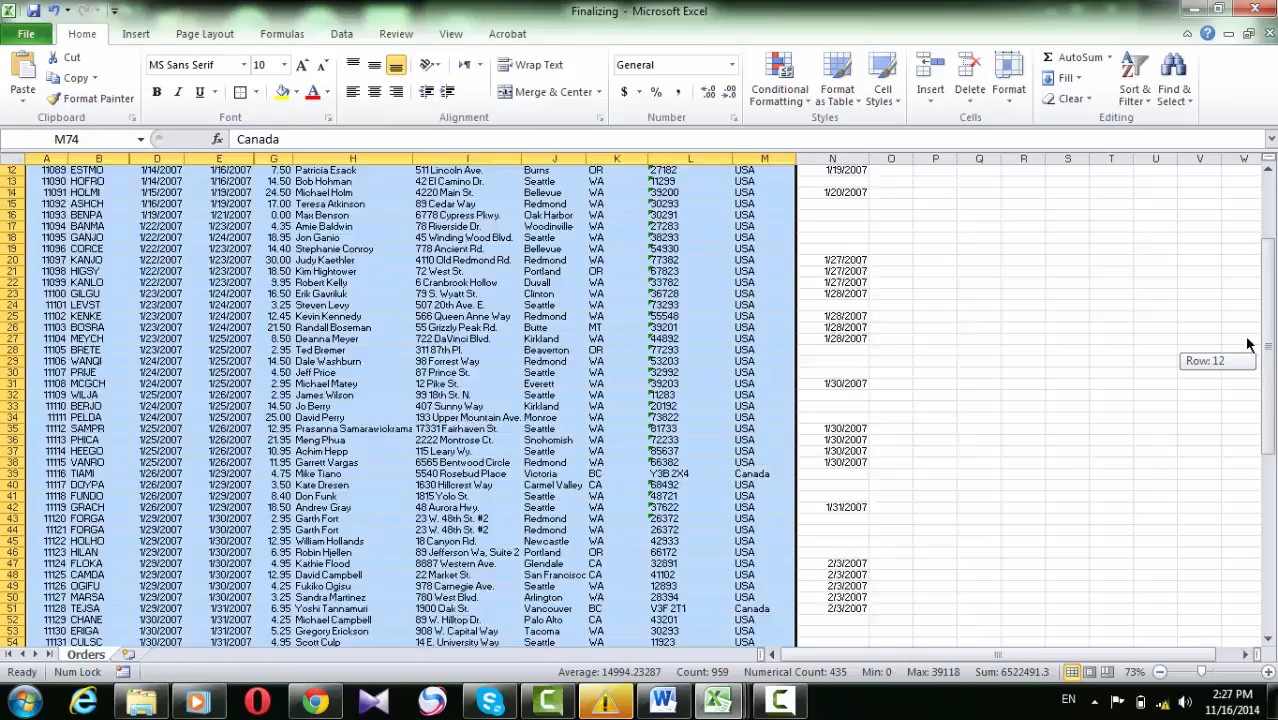 Finalizing - Microsoft Excel
File Home Insert Page Layout Formulas Data Review View Acrobat
Cut
Copy
Format Painter
Paste
Clipboard
MS Sans Serif 10
B I U
Font
Wrap Text
Merge & Center
Alignment
General
$ % ,
Number
Conditional Formatting
Format as Table
Cell Styles
Styles
Insert Delete Format
Cells
AutoSum
Fill
Clear
Sort & Filter
Find & Select
Editing
M74 fx Canada
A B D E G H I J K L M N O P Q R S T U V W
12 11089 ESTMO 1/14/2007 1/16/2007 7.50 Patricia Esack 511 Lincoln Ave. Burns OR 27182 USA 1/19/2007
13 11090 HOFRO 1/14/2007 1/16/2007 14.50 Bob Hohman 42 El Camino Dr. Seattle WA 11299 USA
14 11091 HOLMI 1/15/2007 1/19/2007 24.50 Michael Holm 4220 Main St. Bellevue WA 39200 USA 1/20/2007
15 11092 ASHCH 1/16/2007 1/19/2007 17.00 Teresa Atkinson 89 Cedar Way Redmond WA 30293 USA
16 11093 BENPA 1/19/2007 1/21/2007 0.00 Max Benson 6778 Cypress Pkwy. Oak Harbor WA 30291 USA
17 11094 BANMA 1/22/2007 1/23/2007 4.35 Amie Baldwin 78 Riverside Dr. Woodinville WA 27283 USA
18 11095 GANJO 1/22/2007 1/23/2007 18.95 Jon Ganio 45 Winding Wood Blvd. Seattle WA 38293 USA
19 11096 CORCE 1/22/2007 1/23/2007 14.40 Stephanie Conroy 778 Ancient Rd. Bellevue WA 54930 USA
20 11097 KANJO 1/22/2007 1/23/2007 30.00 Judy Kaethler 4110 Old Redmond Rd. Redmond WA 77382 USA 1/27/2007
21 11098 HIGSY 1/22/2007 1/23/2007 18.50 Kim Hightower 72 West St. Portland OR 67823 USA 1/27/2007
22 11099 KANLO 1/22/2007 1/23/2007 9.95 Robert Kelly 6 Cranbrook Hollow Duvall WA 33782 USA 1/27/2007
23 11100 GILGU 1/22/2007 1/24/2007 16.50 Erik Gavriluk 79 S. Wyatt St. Clinton WA 36728 USA 1/28/2007
24 11101 LEVST 1/23/2007 1/24/2007 3.25 Steven Levy 507 20th Ave. E. Seattle WA 73293 USA
25 11102 KENKE 1/23/2007 1/24/2007 12.45 Kevin Kennedy 566 Queen Anne Way Redmond WA 55548 USA 1/28/2007
26 11103 BOSRA 1/23/2007 1/24/2007 21.50 Randall Boseman 55 Grizzly Peak Rd. Butte MT 39201 USA 1/28/2007
27 11104 MEYCH 1/23/2007 1/24/2007 8.50 Deanna Meyer 722 DaVinci Blvd. Kirkland WA 44892 USA 1/28/2007
28 11105 BRETE 1/23/2007 1/24/2007 2.95 Ted Bremer 311 87th Pl. Beaverton OR 77293 USA
29 11106 WANQI 1/24/2007 1/24/2007 14.50 Dale Washburn 98 Forrest Way Redmond WA 53203 USA
30 11107 PRIJE 1/24/2007 1/24/2007 4.50 Jeff Price 87 Prince St. Seattle WA 32992 USA
31 11108 MCGCH 1/24/2007 1/25/2007 2.95 Michael Matey 12 Pike St. Everett WA 39203 USA 1/30/2007
32 11109 WILJA 1/24/2007 1/25/2007 2.95 James Wilson 99 18th St. N. Seattle WA 11283 USA
33 11110 BERJO 1/24/2007 1/25/2007 14.50 Jo Berry 407 Sunny Way Kirkland WA 20192 USA
34 11111 PELDA 1/24/2007 1/25/2007 25.00 David Perry 193 Upper Mountain Ave. Monroe WA 73822 USA
35 11112 SAMPR 1/25/2007 1/26/2007 12.95 Prasanna Samarawickrama 17331 Fairhaven St. Seattle WA 81733 USA 1/30/2007
36 11113 PHICA 1/25/2007 1/26/2007 21.95 Meng Phua 2222 Montrose Ct. Snohomish WA 72233 USA 1/30/2007
37 11114 HEEGO 1/25/2007 1/26/2007 10.95 Achim Hepp 115 Leary Wy. Seattle WA 85637 USA 1/30/2007
38 11115 VANRO 1/25/2007 1/26/2007 11.95 Garrett Vargas 6565 Bentwood Circle Redmond WA 66382 USA 1/30/2007
39 11116 TIAMI 1/26/2007 1/26/2007 4.75 Mike Tiano 5540 Rosebud Place Victoria BC Y3B 2X4 Canada
40 11117 DOYPA 1/26/2007 1/29/2007 3.50 Kate Dresen 1630 Hillcrest Way Carmel Valley CA 68492 USA
41 11118 FUNDO 1/26/2007 1/29/2007 8.40 Don Funk 1815 Yolo St. Seattle WA 48721 USA
42 11119 GRACH 1/26/2007 1/29/2007 18.50 Andrew Gray 48 Aurora Hwy. Seattle WA 37622 USA 1/31/2007
43 11120 FORGA 1/29/2007 1/29/2007 2.95 Garth Fort 23 W. 48th St. #2 Redmond WA 26372 USA
44 11121 FORGA 1/29/2007 1/29/2007 2.95 Garth Fort 23 W. 48th St. #2 Redmond WA 26372 USA
45 11122 HOLHO 1/29/2007 1/30/2007 12.95 William Hollands 18 Canyon Rd. Newcastle WA 42933 USA
46 11123 HILAN 1/29/2007 1/30/2007 6.95 Robin Hjellen 89 Jefferson Wa, Suite 2 Portland OR 66172 USA
47 11124 FLOKA 1/29/2007 1/30/2007 8.95 Kathie Flood 8887 Western Ave. Glendale CA 32891 USA 2/3/2007
48 11125 CAMDA 1/29/2007 1/30/2007 12.95 David Campbell 22 Market St. San Francisco CA 41102 USA 2/3/2007
49 11126 OGIFU 1/29/2007 1/30/2007 4.25 Fukiko Ogisu 978 Carnegie Ave. Seattle WA 12893 USA 2/3/2007
50 11127 MARSA 1/29/2007 1/30/2007 3.25 Sandra Martinez 780 West Blvd. Arlington WA 28394 USA 2/3/2007
51 11128 TEJSA 1/29/2007 1/31/2007 6.95 Yoshi Tannamuri 1900 Oak St. Vancouver BC V3F 2T1 Canada 2/3/2007
52 11129 CHANE 1/30/2007 1/31/2007 4.25 Michael Campbell 89 W. Hilltop Dr. Palo Alto CA 43201 USA
53 11130 ERIGA 1/30/2007 1/31/2007 5.25 Gregory Erickson 908 W. Capital Way Tacoma WA 30293 USA
54 11131 CULSC 1/30/2007 1/31/2007 4.95 Scott Culp 14 E. University Way Seattle WA 11923 USA
Row: 12
Orders
Ready Num Lock Average: 14994.23287 Count: 959 Numerical Count: 435 Min: 0 Max: 39118 Sum: 6522491.3 73%
EN 2:27 PM
11/16/2014